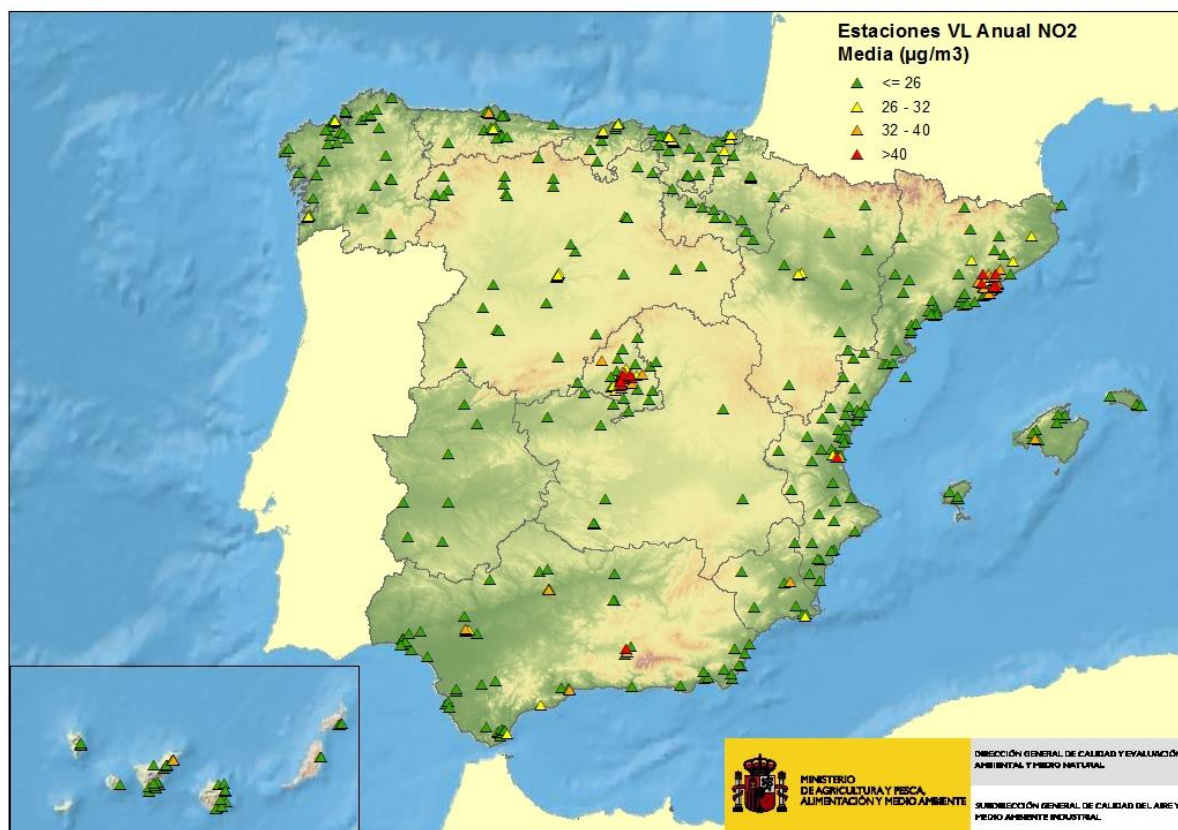 Estaciones VL Anual NO2
Media (µg/m3)
<= 26
26 - 32
32 - 40
>40
MINISTERIO
DE AGRICULTURA Y PESCA,
ALIMENTACIÓN Y MEDIO AMBIENTE
DIRECCIÓN GENERAL DE CALIDAD Y EVALUACIÓN
AMBIENTAL Y MEDIO NATURAL
SUBDIRECCIÓN GENERAL DE CALIDAD DEL AIRE Y
MEDIO AMBIENTE INDUSTRIAL